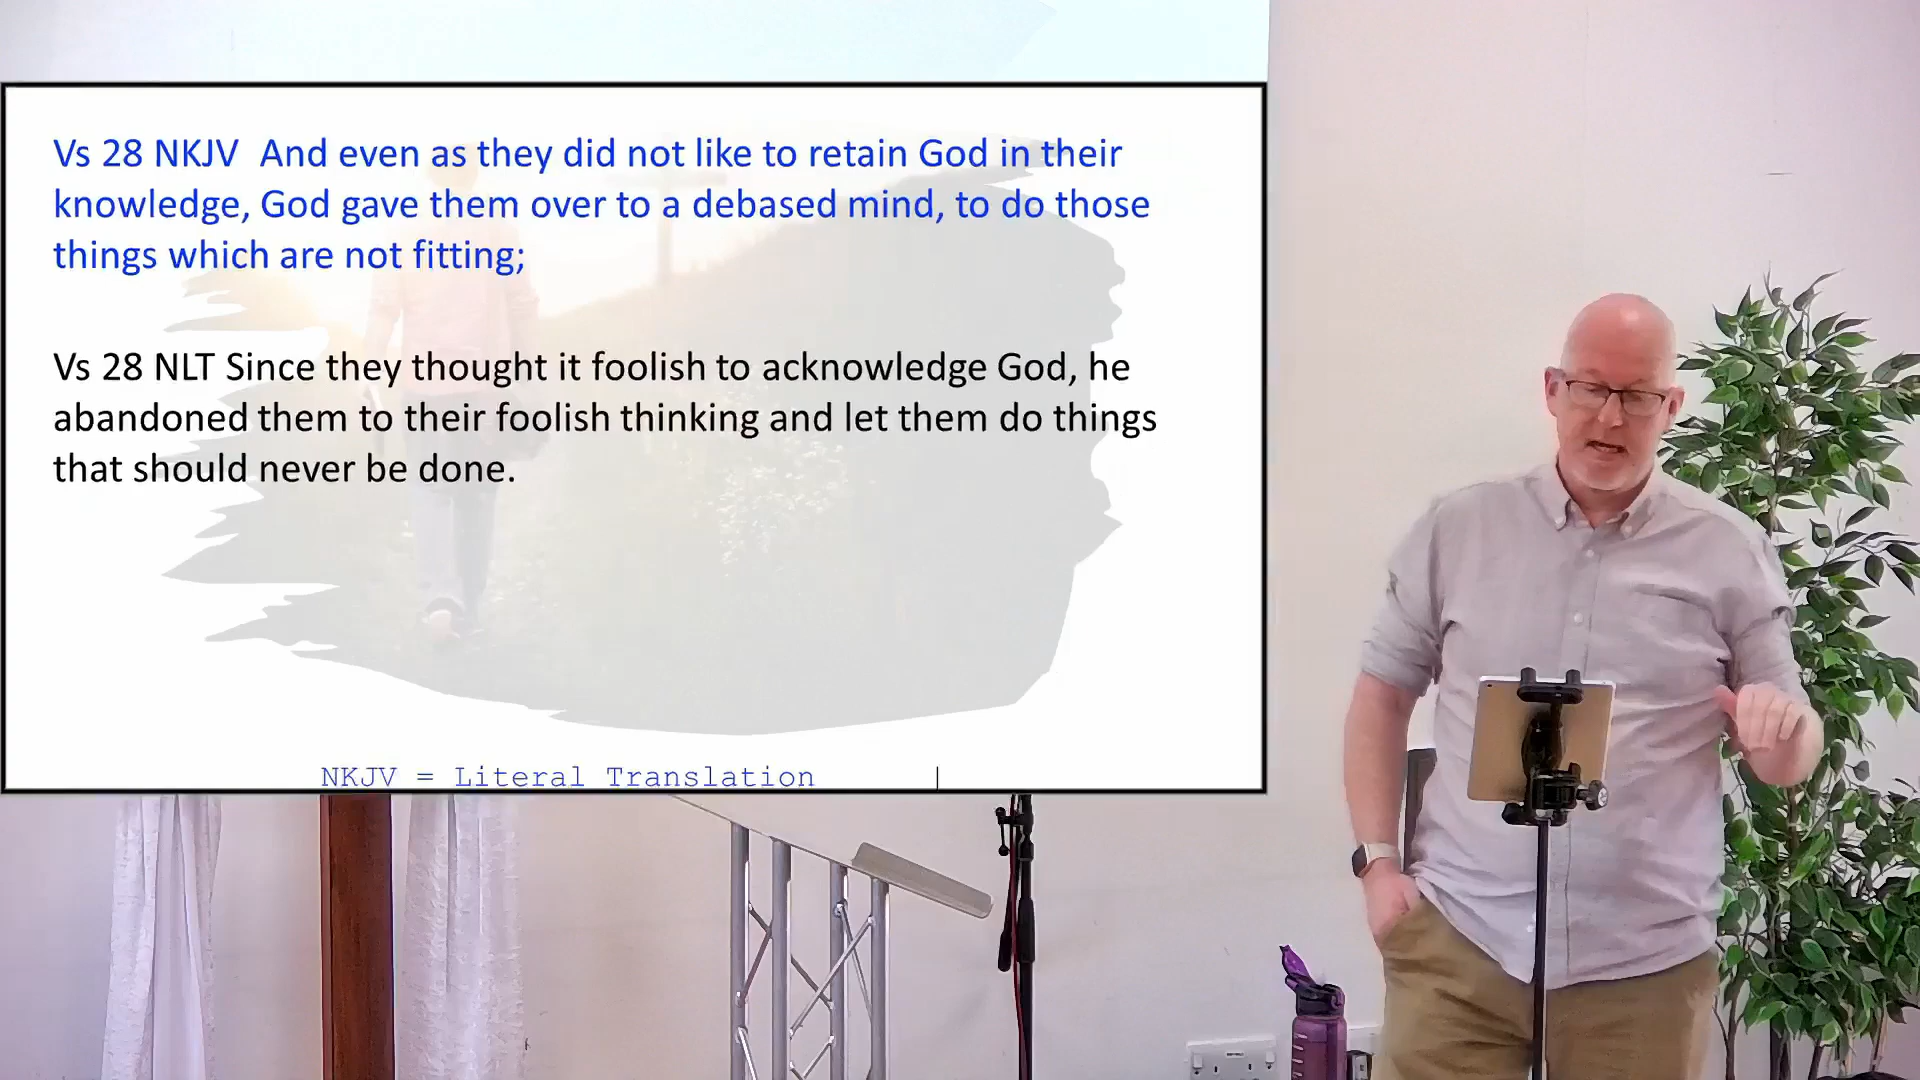 Vs 28 NKJV  And even as they did not like to retain God in their
knowledge, God gave them over to a debased mind, to do those
things which are not fitting;
Vs 28 NLT Since they thought it foolish to acknowledge God, he
abandoned them to their foolish thinking and let them do things
that should never be done.
NKJV = Literal Translation